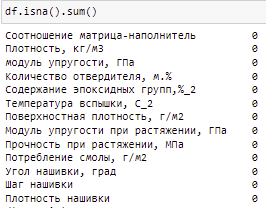 df.isna().sum()
Соотношение матрица-наполнитель 0
Плотность, кг/м3 0
модуль упругости, ГПа 0
Количество отвердителя, м.% 0
Содержание эпоксидных групп,%_2 0
Температура вспышки, С_2 0
Поверхностная плотность, г/м2 0
Модуль упругости при растяжении, ГПа 0
Прочность при растяжении, МПа 0
Потребление смолы, г/м2 0
Угол нашивки, град 0
Шаг нашивки 0
Плотность нашивки 0